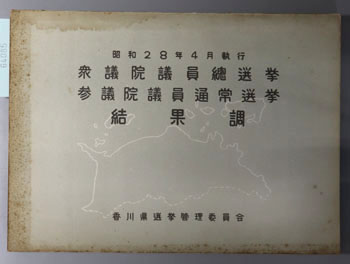 昭和28年4月執行
衆議院議員總選挙
参議院議員通常選挙
結果調
香川県選挙管理委員会